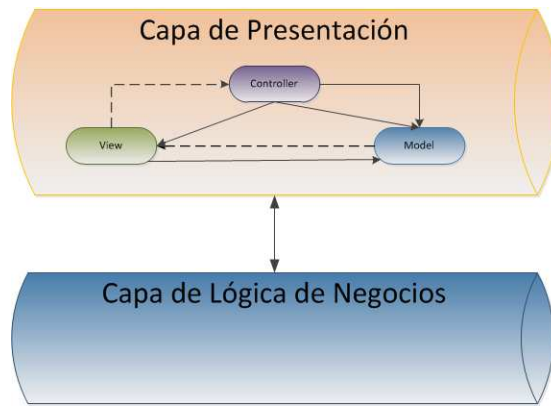 Capa de Presentación
Controller
View
Model
Capa de Lógica de Negocios